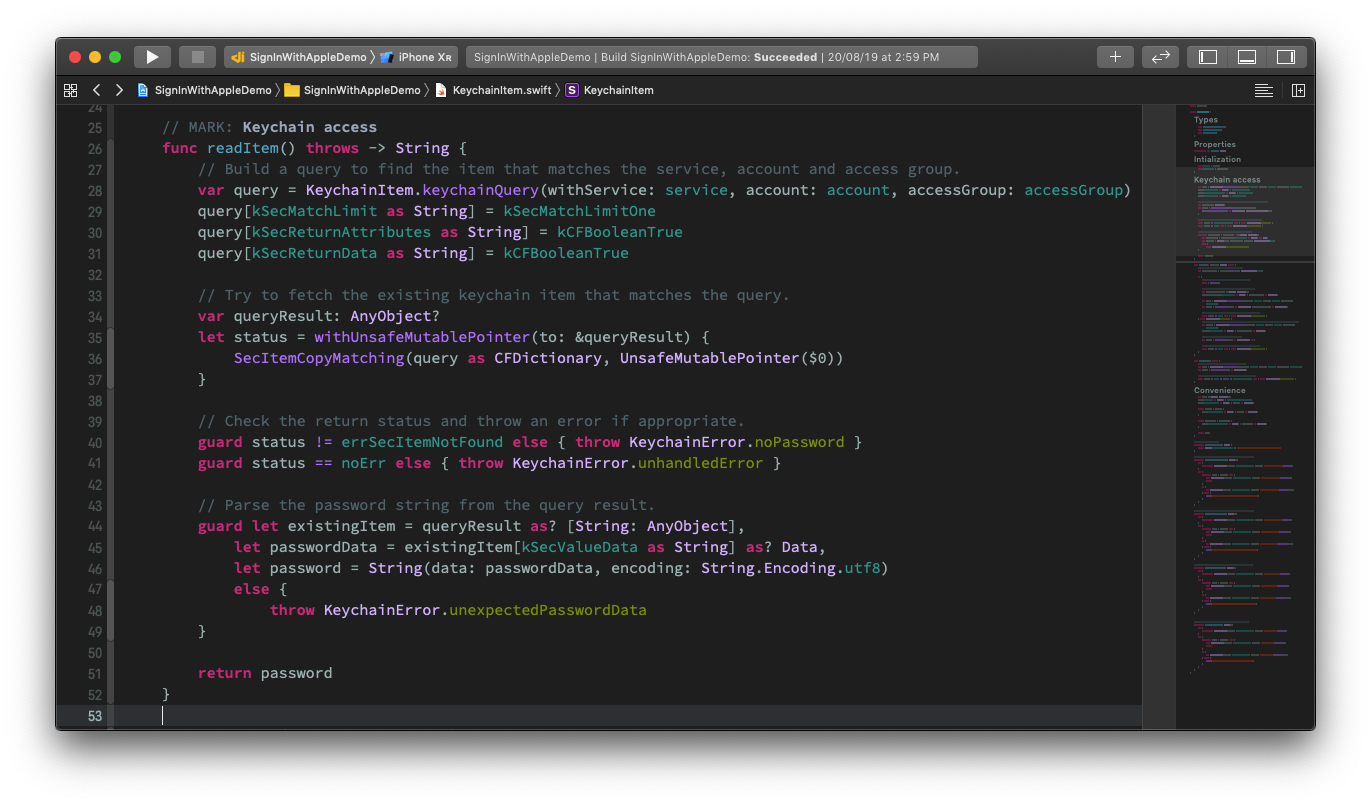 SignInWithAppleDemo 〉 iPhone XR
SignInWithAppleDemo | Build SignInWithAppleDemo: Succeeded | 20/08/19 at 2:59 PM
SignInWithAppleDemo 〉 SignInWithAppleDemo 〉 KeychainItem.swift 〉 S KeychainItem
24
25 // MARK: Keychain access
26 func readItem() throws -> String {
27 // Build a query to find the item that matches the service, account and access group.
28 var query = KeychainItem.keychainQuery(withService: service, account: account, accessGroup: accessGroup)
29 query[kSecMatchLimit as String] = kSecMatchLimitOne
30 query[kSecReturnAttributes as String] = kCFBooleanTrue
31 query[kSecReturnData as String] = kCFBooleanTrue
32
33 // Try to fetch the existing keychain item that matches the query.
34 var queryResult: AnyObject?
35 let status = withUnsafeMutablePointer(to: &queryResult) {
36 SecItemCopyMatching(query as CFDictionary, UnsafeMutablePointer($0))
37 }
38
39 // Check the return status and throw an error if appropriate.
40 guard status != errSecItemNotFound else { throw KeychainError.noPassword }
41 guard status == noErr else { throw KeychainError.unhandledError }
42
43 // Parse the password string from the query result.
44 guard let existingItem = queryResult as? [String: AnyObject],
45 let passwordData = existingItem[kSecValueData as String] as? Data,
46 let password = String(data: passwordData, encoding: String.Encoding.utf8)
47 else {
48 throw KeychainError.unexpectedPasswordData
49 }
50
51 return password
52 }
53
Types
Properties
Intialization
Keychain access
Convenience